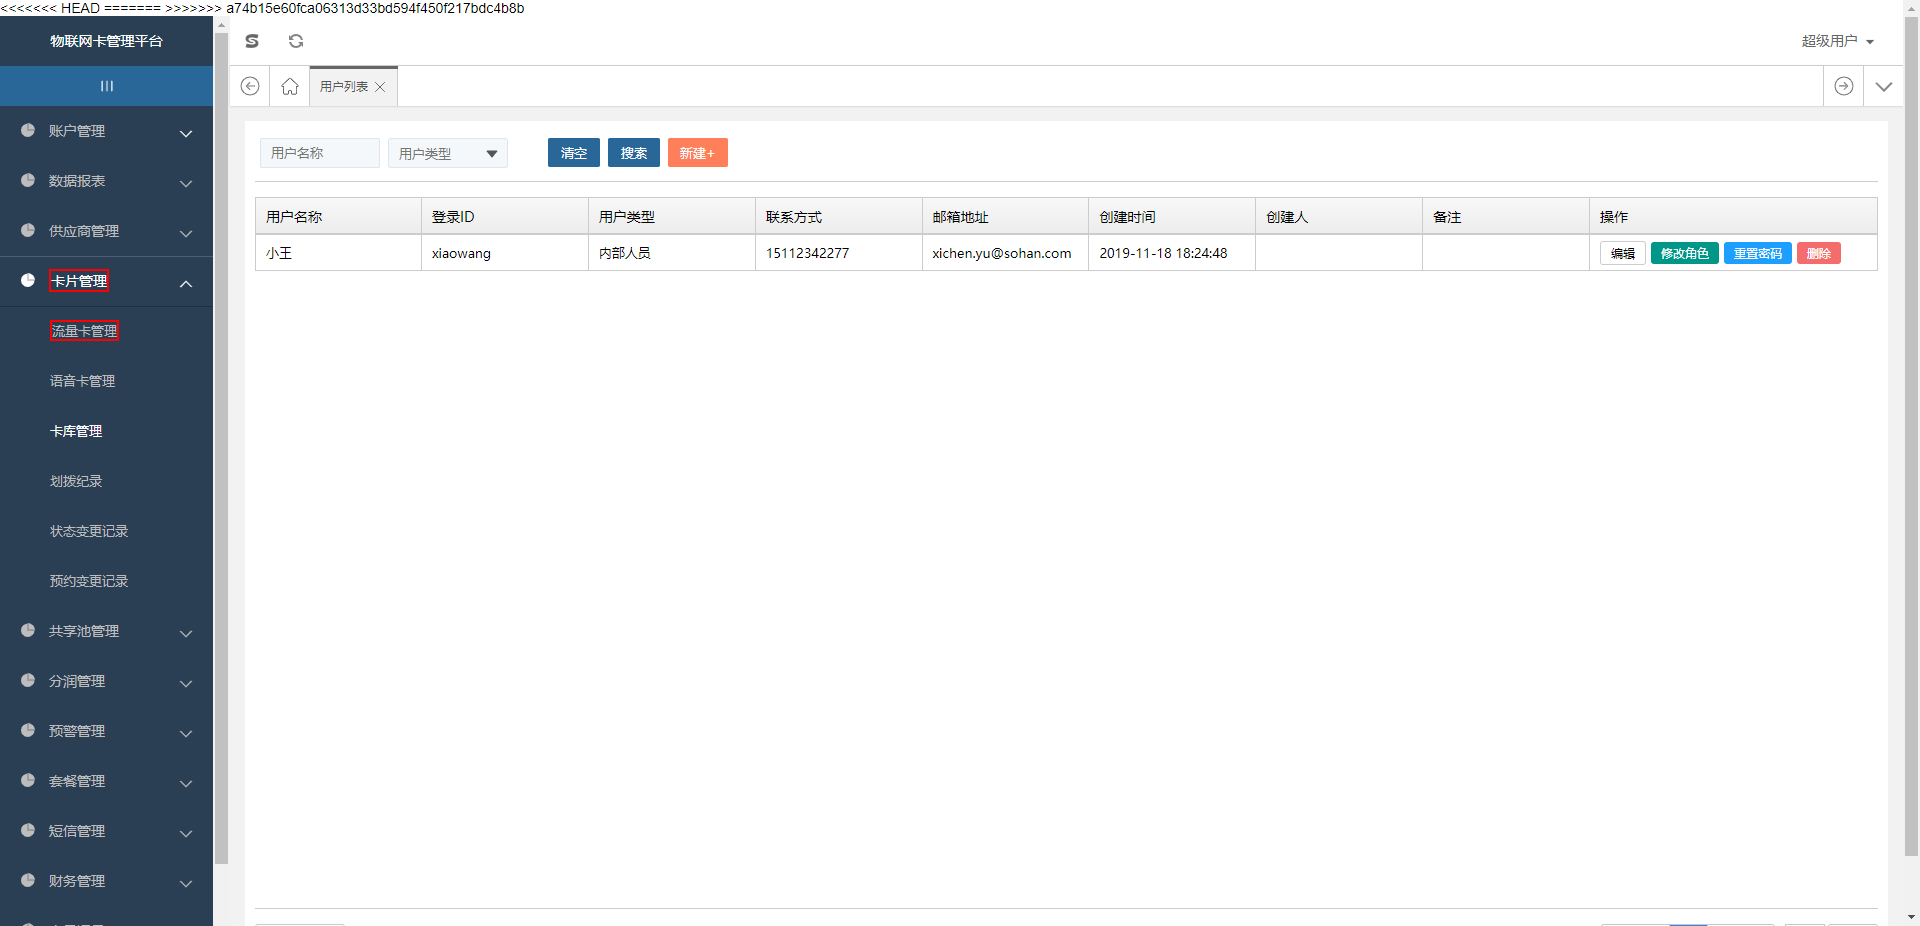 <<<<<<< HEAD ======= >>>>>>> a74b15e60fca06313d33bd594f450f217bdc4b8b
物联网卡管理平台
超级用户
用户列表
账户管理
数据报表
供应商管理
卡片管理
流量卡管理
语音卡管理
卡库管理
划拨纪录
状态变更记录
预约变更记录
共享池管理
分润管理
预警管理
套餐管理
短信管理
财务管理
用户名称 用户类型 清空 搜索 新建+
用户名称 登录ID 用户类型 联系方式 邮箱地址 创建时间 创建人 备注 操作
小王 xiaowang 内部人员 15112342277 xichen.yu@sohan.com 2019-11-18 18:24:48 编辑 修改角色 重置密码 删除